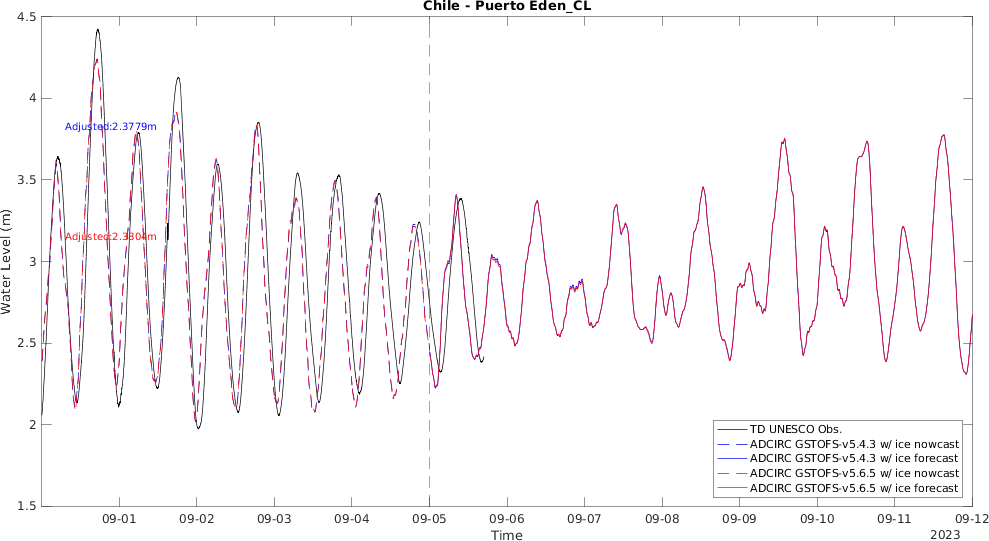 Chile - Puerto Eden_CL
4.5
4
3.5
3
2.5
2
1.5
Water Level (m)
Adjusted:2.3779m
Adjusted:2.3304m
TD UNESCO Obs.
ADCIRC GSTOFS-v5.4.3 w/ ice nowcast
ADCIRC GSTOFS-v5.4.3 w/ ice forecast
ADCIRC GSTOFS-v5.6.5 w/ ice nowcast
ADCIRC GSTOFS-v5.6.5 w/ ice forecast
09-01 09-02 09-03 09-04 09-05 09-06 09-07 09-08 09-09 09-10 09-11 09-12
Time
2023